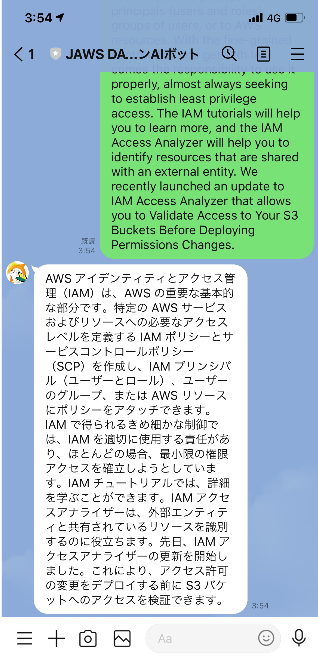 3:54
4G
1
JAWS DA...ンAIボット
properly, almost always seeking
to establish least privilege
access. The IAM tutorials will help
you to learn more, and the IAM
Access Analyzer will help you to
identify resources that are shared
with an external entity. We
recently launched an update to
IAM Access Analyzer that allows
you to Validate Access to Your S3
Buckets Before Deploying
Permissions Changes.
既読
3:54
AWS アイデンティティとアクセス管
理（IAM）は、AWS の重要な基本的
な部分です。特定の AWS サービス
およびリソースへの必要なアクセス
レベルを定義する IAM ポリシーとサ
ービスコントロールポリシー
（SCP）を作成し、IAM プリンシパ
ル（ユーザーとロール）、ユーザー
のグループ、または AWS リソース
にポリシーをアタッチできます。
IAM で得られるきめ細かな制御で
は、IAM を適切に使用する責任があ
り、ほとんどの場合、最小限の権限
アクセスを確立しようとしていま
す。IAM チュートリアルでは、詳細
を学ぶことができます。IAM アクセ
スアナライザーは、外部エンティテ
ィと共有されているリソースを識別
するのに役立ちます。先日、IAM ア
クセスアナライザーの更新を開始し
ました。これにより、アクセス許可
の変更をデプロイする前に S3 バケ
ットへのアクセスを検証できます。
3:54
Aa